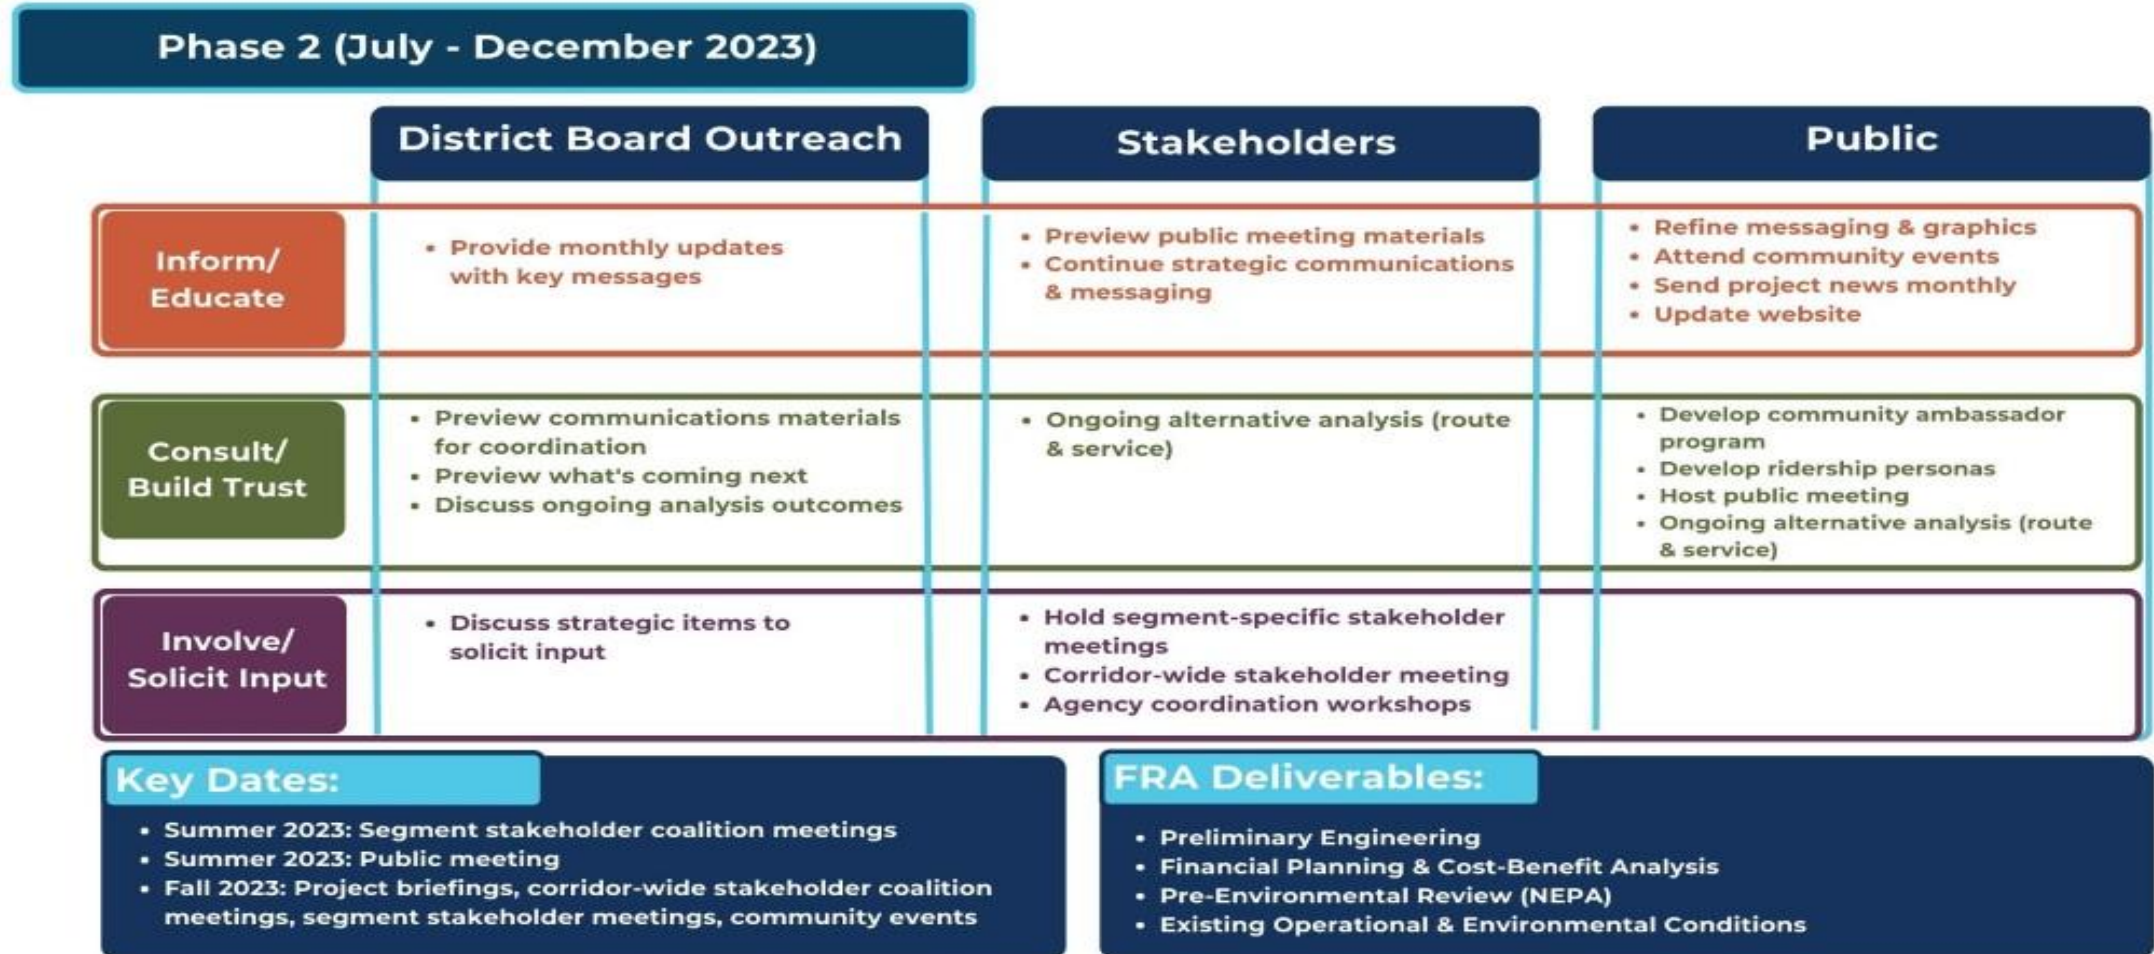 Phase 2 (July - December 2023)
District Board Outreach
Stakeholders
Public
Inform/
Educate
• Provide monthly updates
with key messages
• Preview public meeting materials
• Continue strategic communications
& messaging
• Refine messaging & graphics
• Attend community events
• Send project news monthly
• Update website
Consult/
Build Trust
• Preview communications materials
for coordination
• Preview what's coming next
• Discuss ongoing analysis outcomes
• Ongoing alternative analysis (route
& service)
• Develop community ambassador
program
• Develop ridership personas
• Host public meeting
• Ongoing alternative analysis (route
& service)
Involve/
Solicit Input
• Discuss strategic items to
solicit input
• Hold segment-specific stakeholder
meetings
• Corridor-wide stakeholder meeting
• Agency coordination workshops
Key Dates:
• Summer 2023: Segment stakeholder coalition meetings
• Summer 2023: Public meeting
• Fall 2023: Project briefings, corridor-wide stakeholder coalition
meetings, segment stakeholder meetings, community events
FRA Deliverables:
• Preliminary Engineering
• Financial Planning & Cost-Benefit Analysis
• Pre-Environmental Review (NEPA)
• Existing Operational & Environmental Conditions